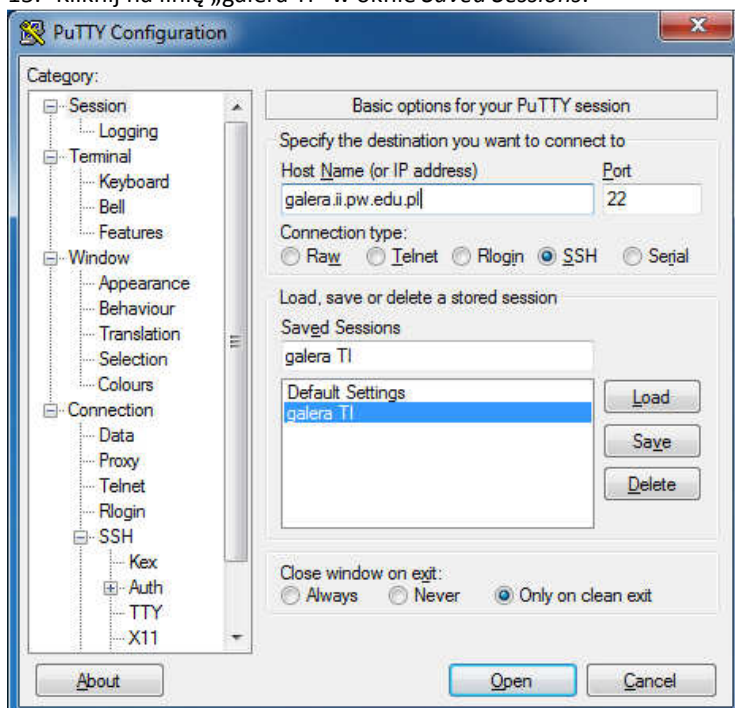 13. Kliknij na linię „galera TI” w oknie Saved Sessions.
PuTTY Configuration
Category:
Session
Logging
Terminal
Keyboard
Bell
Features
Window
Appearance
Behaviour
Translation
Selection
Colours
Connection
Data
Proxy
Telnet
Rlogin
SSH
Kex
Auth
TTY
X11
Basic options for your PuTTY session
Specify the destination you want to connect to
Host Name (or IP address) Port
galera.ii.pw.edu.pl 22
Connection type:
Raw Telnet Rlogin SSH Serial
Load, save or delete a stored session
Saved Sessions
galera TI
Default Settings
galera TI
Load
Save
Delete
Close window on exit:
Always Never Only on clean exit
About Open Cancel